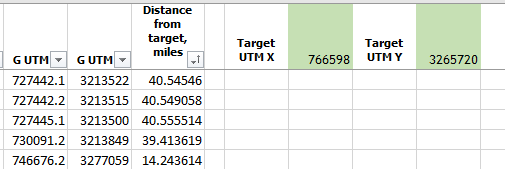 G UTM G UTM Distance from target, miles Target UTM X 766598 Target UTM Y 3265720
727442.1 3213522 40.54546
727442.2 3213515 40.549058
727445.1 3213500 40.555514
730091.2 3213849 39.413619
746676.2 3277059 14.243614